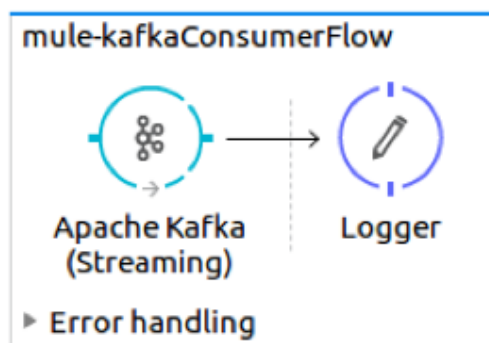 mule-kafkaConsumerFlow
Apache Kafka
(Streaming)
Logger
Error handling